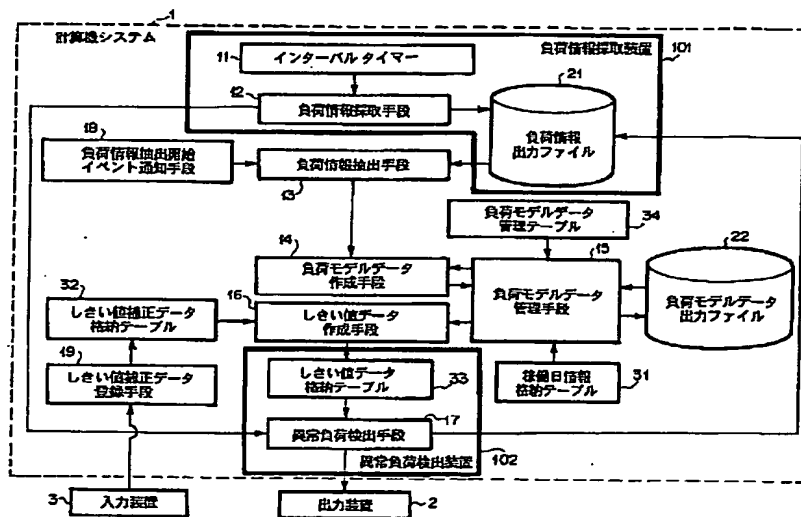 1
計算機システム
負荷情報採取装置
101
11
インターバルタイマー
21
12
負荷情報採取手段
負荷情報
出力ファイル
18
負荷情報抽出開始
イベント通知手段
負荷情報抽出手段
13
負荷モデルデータ
管理テーブル
34
14
負荷モデルデータ
作成手段
15
負荷モデルデータ
管理手段
22
負荷モデルデータ
出力ファイル
32
しきい値補正データ
格納テーブル
16
しきい値データ
作成手段
19
しきい値補正データ
登録手段
しきい値データ
格納テーブル
33
稼働日情報
格納テーブル
31
17
異常負荷検出手段
異常負荷検出装置
102
3
入力装置
出力装置
2